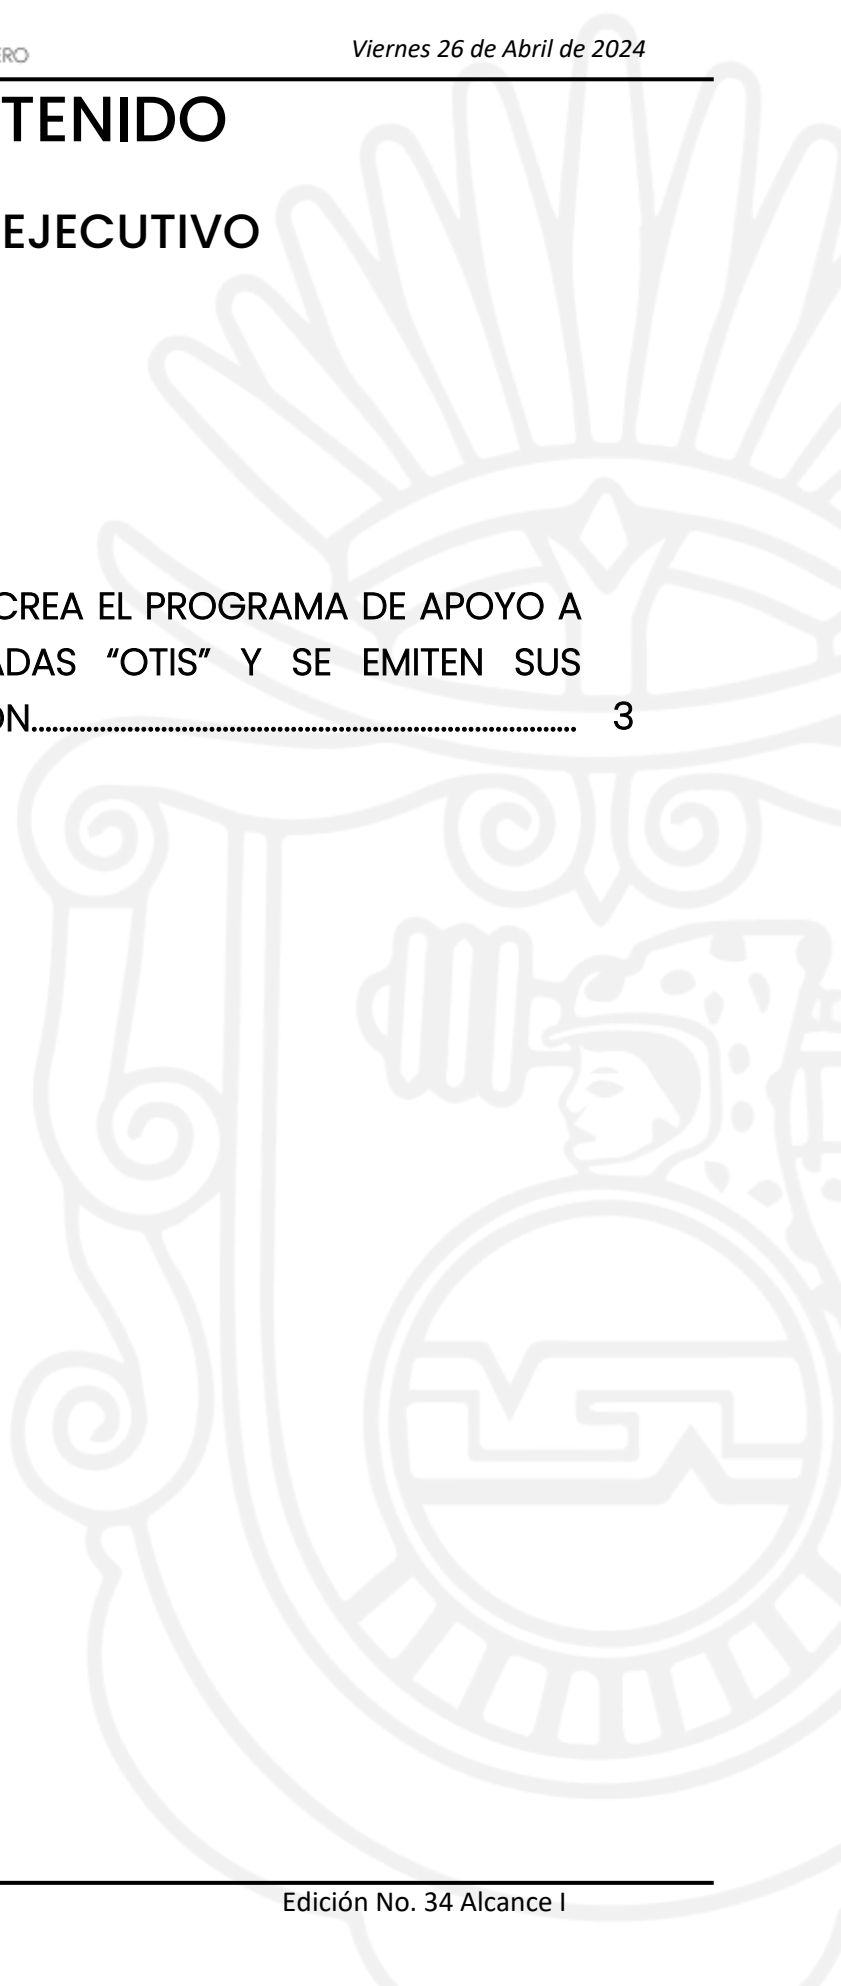 ERO
Viernes 26 de Abril de 2024
TENIDO
EJECUTIVO
CREA EL PROGRAMA DE APOYO A
ADAS “OTIS” Y SE EMITEN SUS
ÓN................................................................................ 3
Edición No. 34 Alcance I